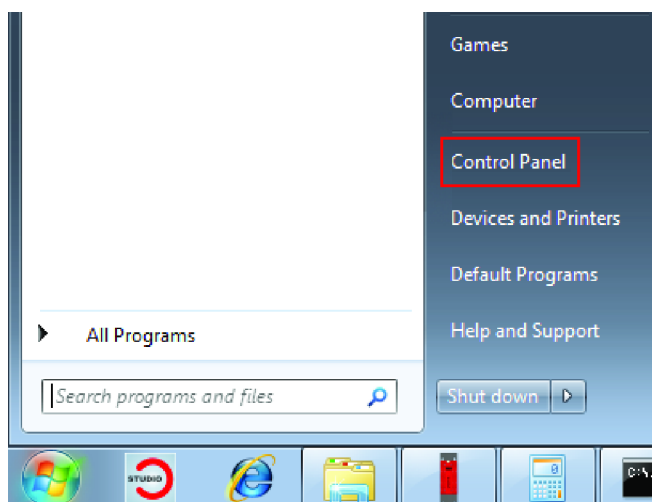 Games
Computer
Control Panel
Devices and Printers
Default Programs
Help and Support
All Programs
Search programs and files
Shut down
STUDIO
0
C:\.